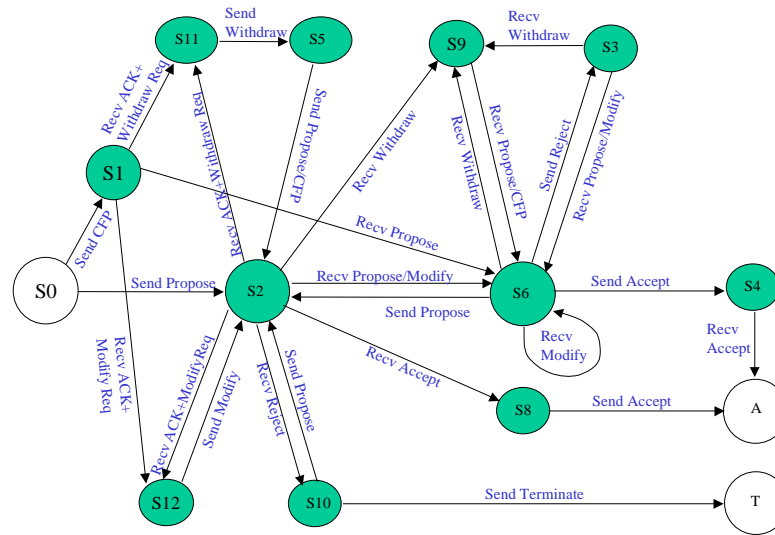 Send
Withdraw
S11
S5
S9
Recv
Withdraw
S3
Recv ACK+
Withdraw Req
Recv ACK+Withdraw Req
Send Propose/CFP
Recv Withdraw
Recv Withdraw
Recv Propose/CFP
Send Reject
Recv Propose/Modify
S1
Send CFP
Recv Propose
S0
Send Propose
S2
Recv Propose/Modify
Send Propose
S6
Send Accept
S4
Recv
Modify
Recv
Accept
Recv ACK+
Modify Req
Recv ACK+ModifyReq
Send Modify
Recv Reject
Send Propose
Recv Accept
S8
Send Accept
A
S12
S10
Send Terminate
T